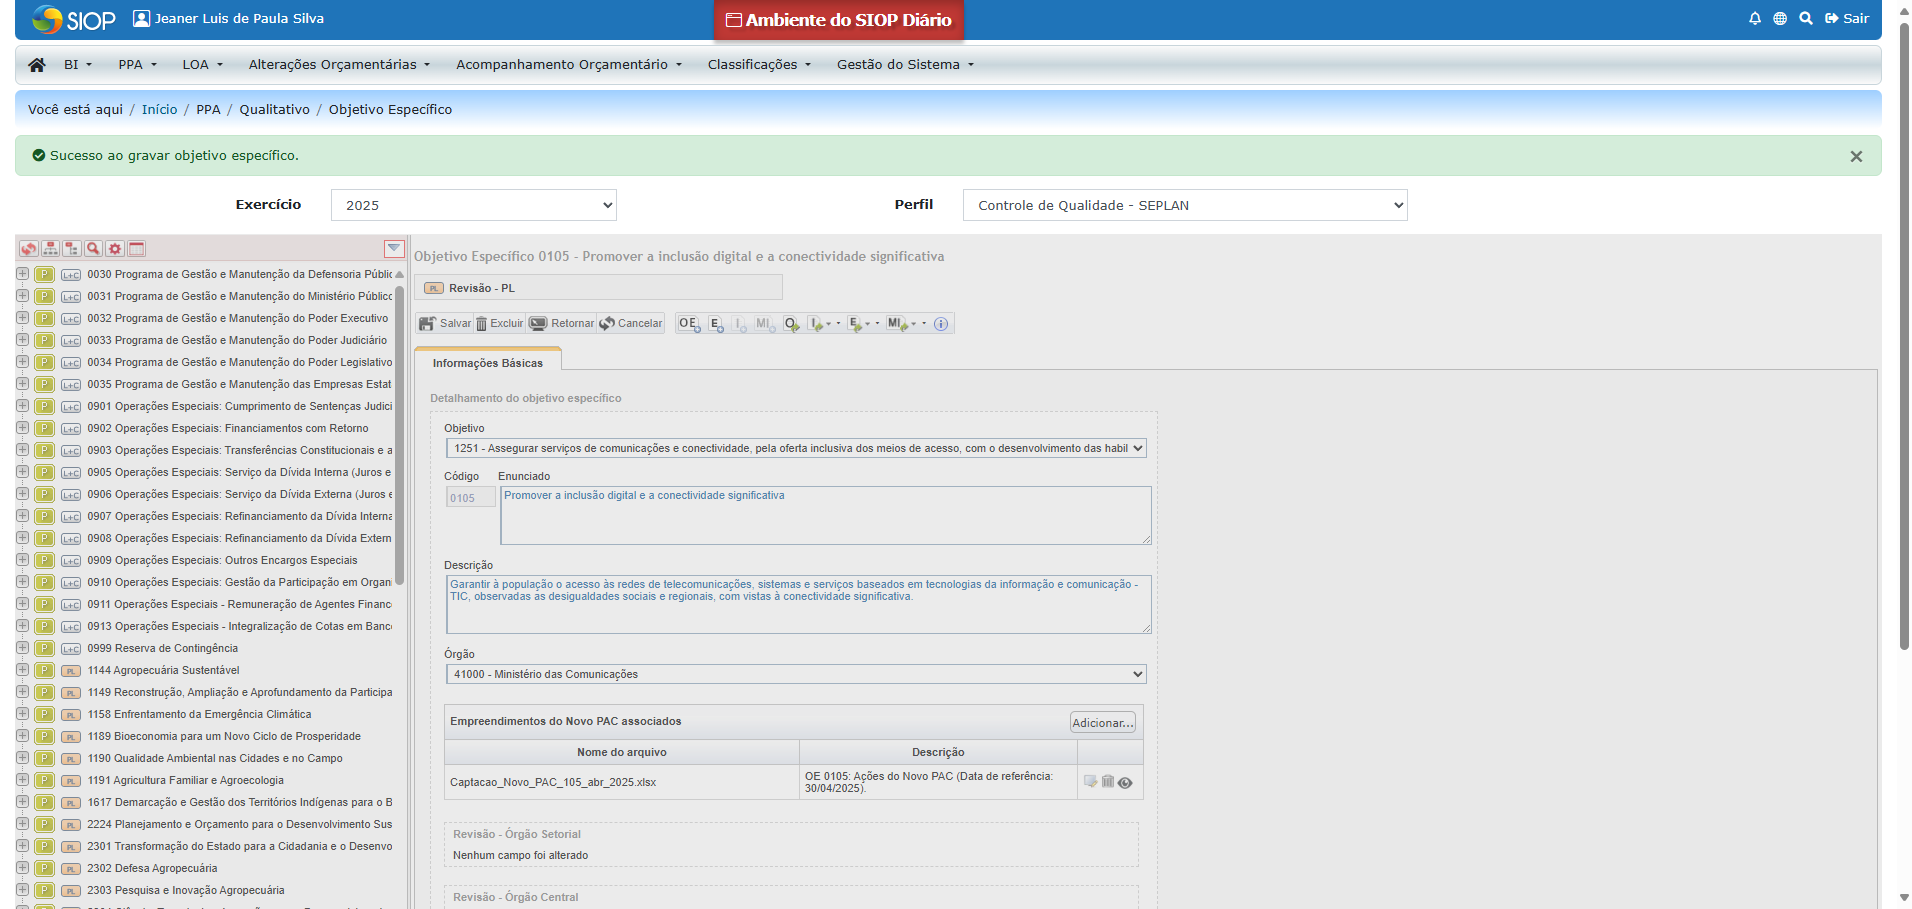 SIOP
Jeaner Luis de Paula Silva
Ambiente do SIOP Diário
Sair
BI
PPA
LOA
Alterações Orçamentárias
Acompanhamento Orçamentário
Classificações
Gestão do Sistema
Você está aqui / Início / PPA / Qualitativo / Objetivo Específico
Sucesso ao gravar objetivo específico.
Exercício
2025
Perfil
Controle de Qualidade - SEPLAN
P L+C 0030 Programa de Gestão e Manutenção da Defensoria Públic
P L+C 0031 Programa de Gestão e Manutenção do Ministério Público
P L+C 0032 Programa de Gestão e Manutenção do Poder Executivo
P L+C 0033 Programa de Gestão e Manutenção do Poder Judiciário
P L+C 0034 Programa de Gestão e Manutenção do Poder Legislativo
P L+C 0035 Programa de Gestão e Manutenção das Empresas Estat
P L+C 0901 Operações Especiais: Cumprimento de Sentenças Judici
P L+C 0902 Operações Especiais: Financiamentos com Retorno
P L+C 0903 Operações Especiais: Transferências Constitucionais e a
P L+C 0905 Operações Especiais: Serviço da Dívida Interna (Juros e
P L+C 0906 Operações Especiais: Serviço da Dívida Externa (Juros e
P L+C 0907 Operações Especiais: Refinanciamento da Dívida Interna
P L+C 0908 Operações Especiais: Refinanciamento da Dívida Extern
P L+C 0909 Operações Especiais: Outros Encargos Especiais
P L+C 0910 Operações Especiais: Gestão da Participação em Organi
P L+C 0911 Operações Especiais - Remuneração de Agentes Financ
P L+C 0913 Operações Especiais - Integralização de Cotas em Banc
P L+C 0999 Reserva de Contingência
P PL 1144 Agropecuária Sustentável
P PL 1149 Reconstrução, Ampliação e Aprofundamento da Participa
P PL 1158 Enfrentamento da Emergência Climática
P PL 1189 Bioeconomia para um Novo Ciclo de Prosperidade
P PL 1190 Qualidade Ambiental nas Cidades e no Campo
P PL 1191 Agricultura Familiar e Agroecologia
P PL 1617 Demarcação e Gestão dos Territórios Indígenas para o B
P PL 2224 Planejamento e Orçamento para o Desenvolvimento Sus
P PL 2301 Transformação do Estado para a Cidadania e o Desenvo
P PL 2302 Defesa Agropecuária
P PL 2303 Pesquisa e Inovação Agropecuária
Objetivo Específico 0105 - Promover a inclusão digital e a conectividade significativa
PL Revisão - PL
Salvar Excluir Retornar Cancelar OE E I MI O I E MI
Informações Básicas
Detalhamento do objetivo específico
Objetivo
1251 - Assegurar serviços de comunicações e conectividade, pela oferta inclusiva dos meios de acesso, com o desenvolvimento das habil
Código Enunciado
0105 Promover a inclusão digital e a conectividade significativa
Descrição
Garantir à população o acesso às redes de telecomunicações, sistemas e serviços baseados em tecnologias da informação e comunicação -
TIC, observadas as desigualdades sociais e regionais, com vistas à conectividade significativa.
Órgão
41000 - Ministério das Comunicações
Empreendimentos do Novo PAC associados
Adicionar...
Nome do arquivo Descrição
Captacao_Novo_PAC_105_abr_2025.xlsx
OE 0105: Ações do Novo PAC (Data de referência:
30/04/2025).
Revisão - Órgão Setorial
Nenhum campo foi alterado
Revisão - Órgão Central